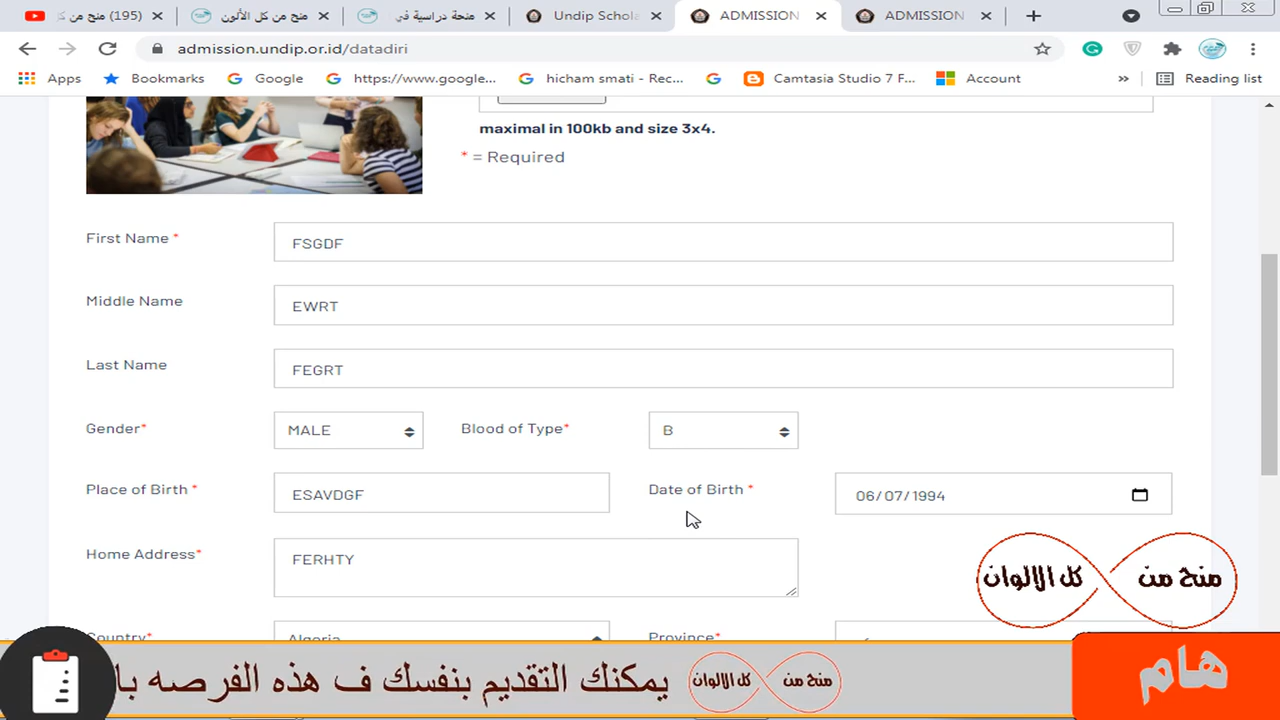 (195) منح من ك
منح من كل الألون
منحة دراسية في
Undip Schola
ADMISSION
ADMISSION
admission.undip.or.id/datadiri
Apps Bookmarks Google https://www.google... hicham smati - Rec... Camtasia Studio 7 F... Account » Reading list
maximal in 100kb and size 3x4.
* = Required
First Name * FSGDF
Middle Name EWRT
Last Name FEGRT
Gender* MALE Blood of Type* B
Place of Birth * ESAVDGF Date of Birth * 06/07/1994
Home Address* FERHTY
منح من كل الالوان
Country* Algeria Province*
هام
منح من كل الالوان
يمكنك التقديم بنفسك ف هذه الفرصه با